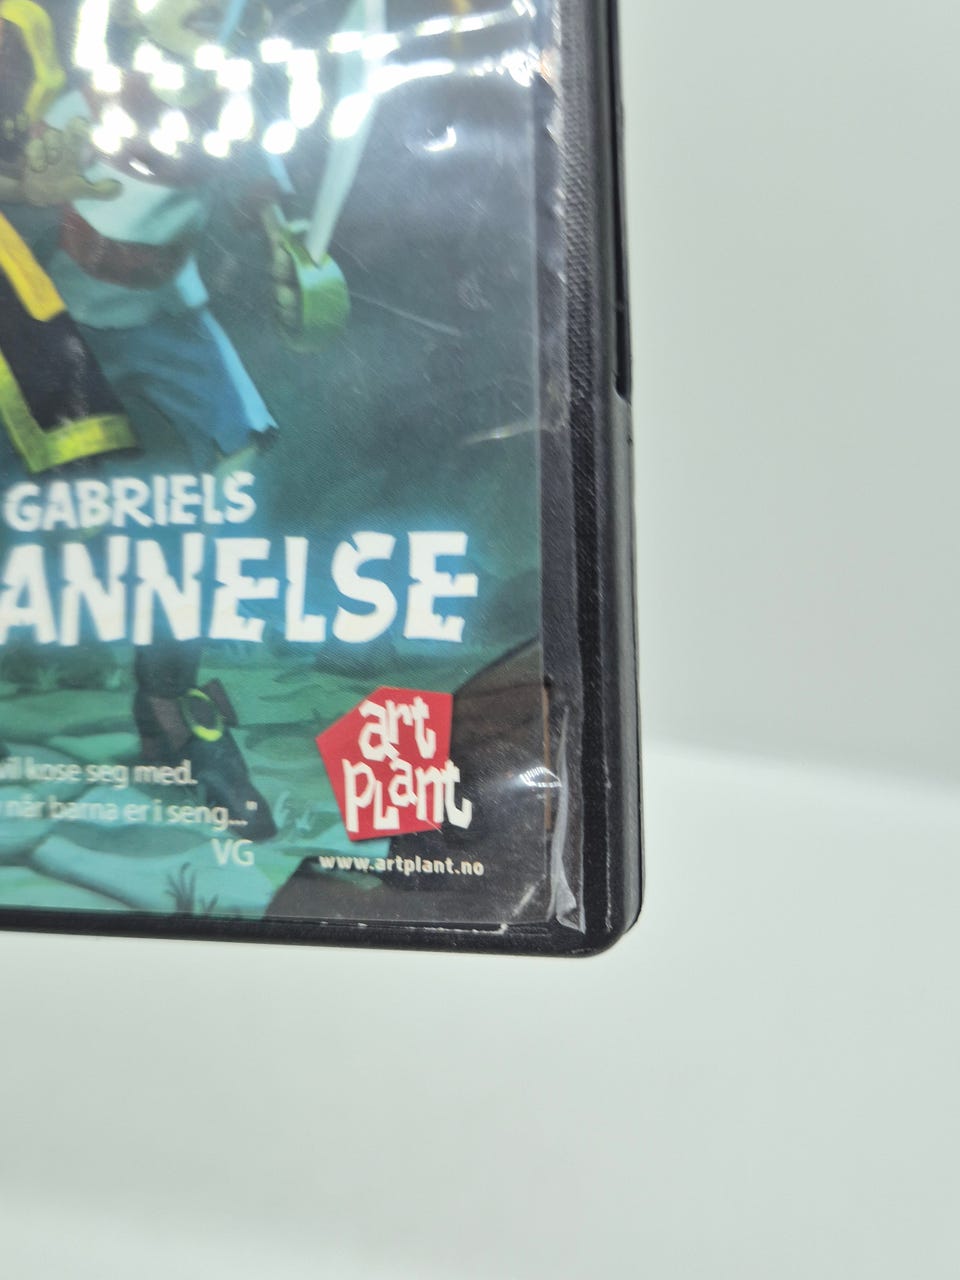 GABRIELS
ANNELSE
art
plant
vil kose seg med.
når barna er i seng..."
VG
www.artplant.no